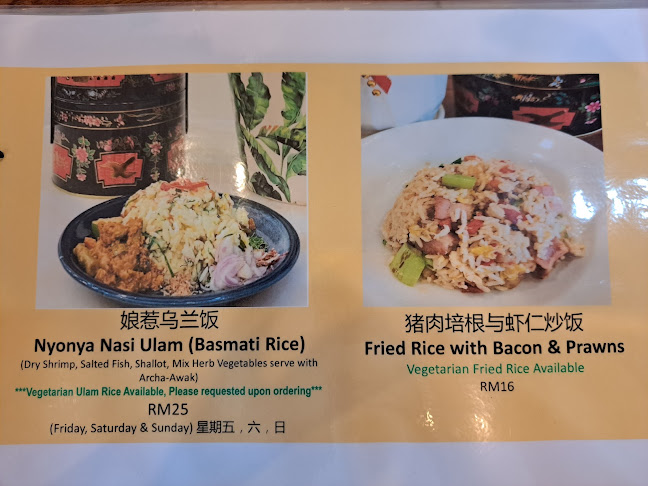 娘惹乌兰饭
Nyonya Nasi Ulam (Basmati Rice)
(Dry Shrimp, Salted Fish, Shallot, Mix Herb Vegetables serve with
Archa-Awak)
***Vegetarian Ulam Rice Available, Please requested upon ordering***
RM25
(Friday, Saturday & Sunday) 星期五，六，日
猪肉培根与虾仁炒饭
Fried Rice with Bacon & Prawns
Vegetarian Fried Rice Available
RM16